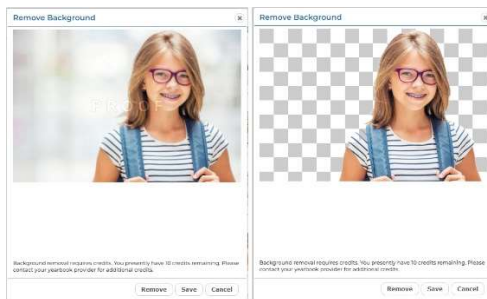 Remove Background
PROOF
Background removal requires credits. You presently have 10 credits remaining. Please
contact your yearbook provider for additional credits.
Remove Save Cancel
Remove Background
Background removal requires credits. You presently have 10 credits remaining. Please
contact your yearbook provider for additional credits.
Remove Save Cancel